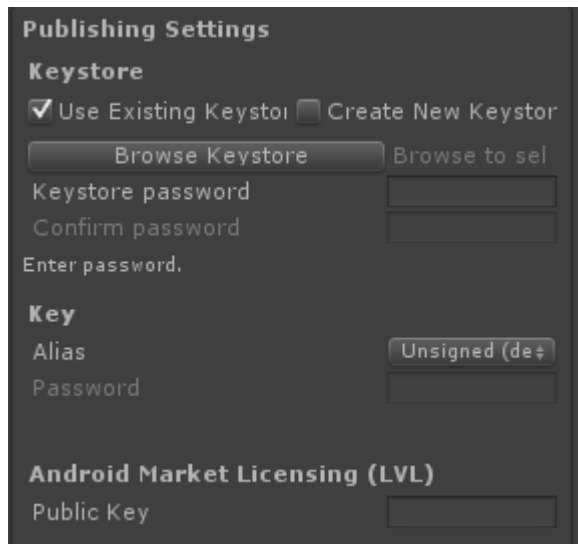 Publishing Settings
Keystore
Use Existing Keystor Create New Keystor
Browse Keystore Browse to sel
Keystore password
Confirm password
Enter password.
Key
Alias Unsigned (de
Password
Android Market Licensing (LVL)
Public Key